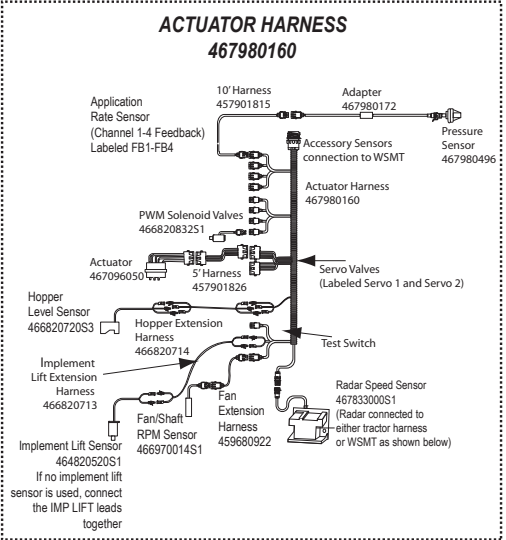 ACTUATOR HARNESS
467980160
10' Harness
457901815
Adapter
467980172
Application
Rate Sensor
(Channel 1-4 Feedback)
Labeled FB1-FB4
Pressure
Sensor
467980496
Accessory Sensors
connection to WSMT
Actuator Harness
467980160
PWM Solenoid Valves
466820832S1
Actuator
467096050
5' Harness
457901826
Servo Valves
(Labeled Servo 1 and Servo 2)
Hopper
Level Sensor
466820720S3
Hopper Extension
Harness
466820714
Test Switch
Implement
Lift Extension
Harness
466820713
Fan/Shaft
RPM Sensor
466970014S1
Fan
Extension
Harness
459680922
Radar Speed Sensor
467833000S1
(Radar connected to
either tractor harness
or WSMT as shown below)
Implement Lift Sensor
464820520S1
If no implement lift
sensor is used, connect
the IMP LIFT leads
together